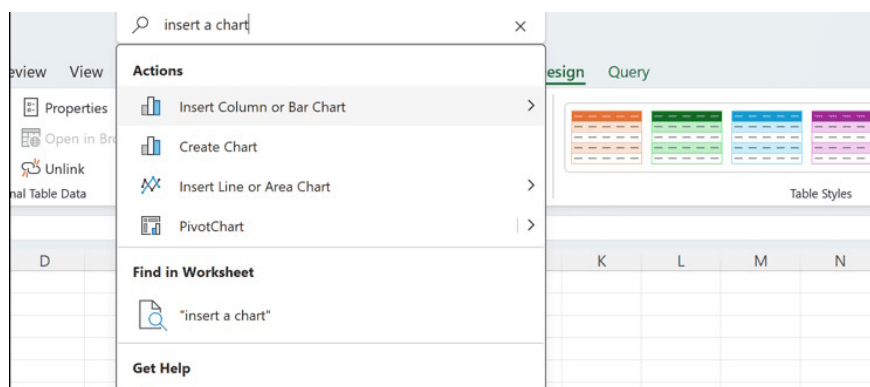 insert a chart
eview View
Actions
esign Query
Insert Column or Bar Chart
Properties
Create Chart
Open in Bro
Unlink
Insert Line or Area Chart
nal Table Data
Table Styles
PivotChart
D K L M N
Find in Worksheet
"insert a chart"
Get Help